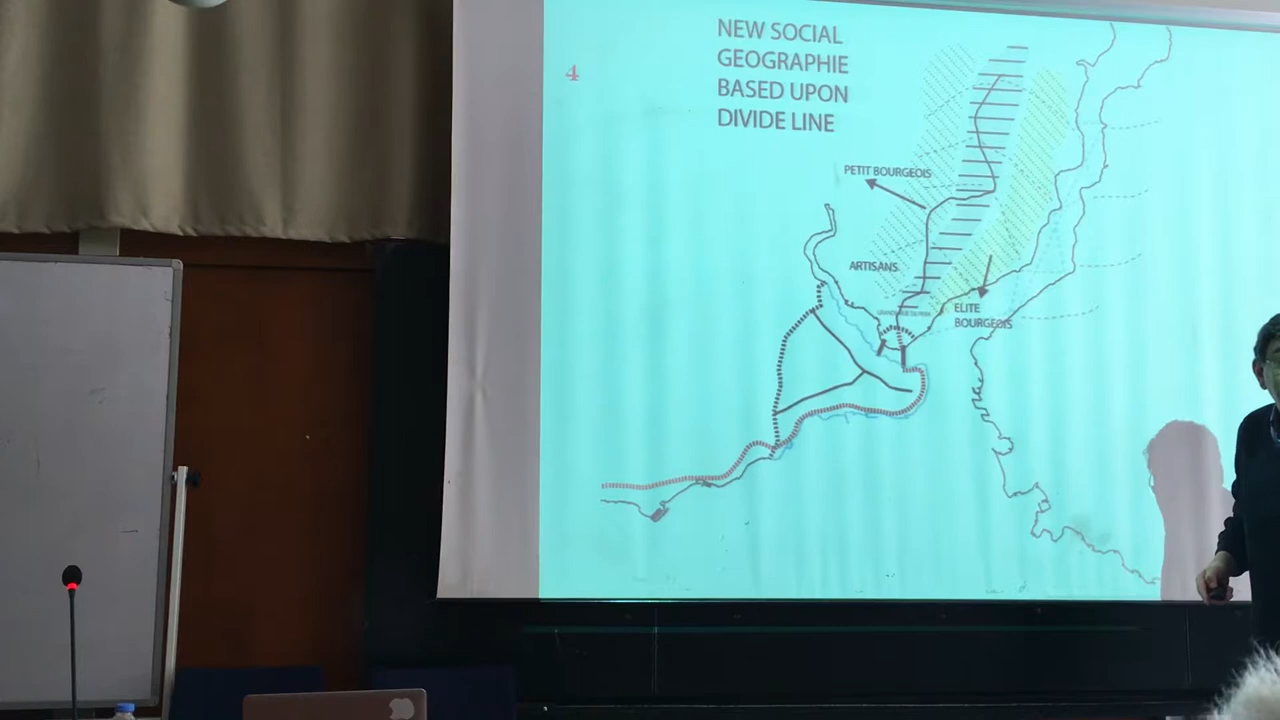 NEW SOCIAL
GEOGRAPHIE
BASED UPON
DIVIDE LINE
4
PETIT BOURGEOIS
ARTISANS
ELITE
BOURGEOIS